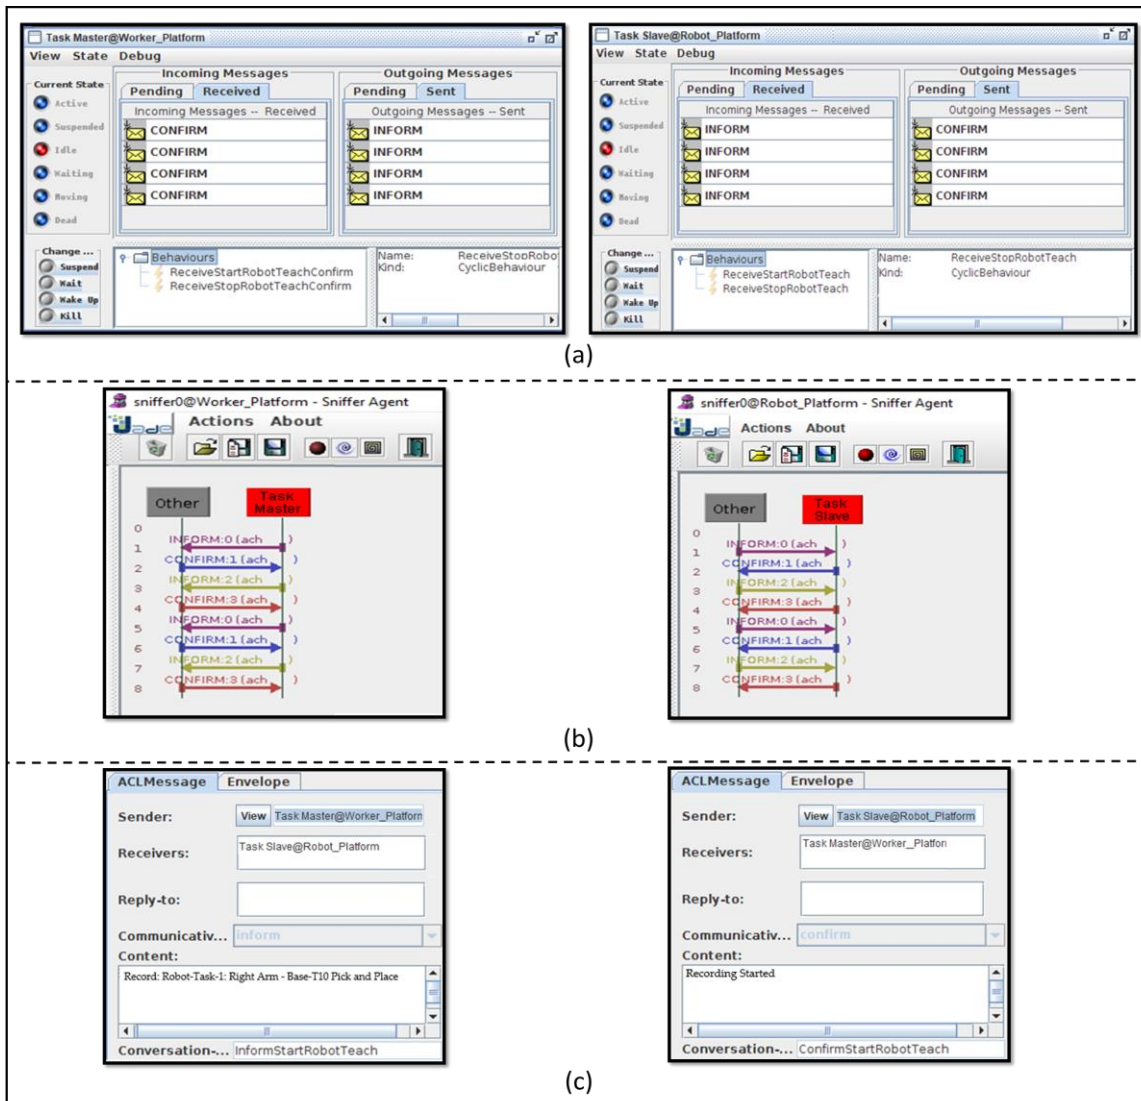 Task Master@Worker_Platform
View State Debug
Current State
Active
Suspended
Idle
Waiting
Moving
Dead
Change ...
Suspend
Wait
Wake Up
Kill
Incoming Messages
Pending Received
Incoming Messages -- Received
CONFIRM
CONFIRM
CONFIRM
CONFIRM
Outgoing Messages
Pending Sent
Outgoing Messages -- Sent
INFORM
INFORM
INFORM
INFORM
Behaviours
ReceiveStartRobotTeachConfirm
ReceiveStopRobotTeachConfirm
Name: ReceiveStopRobot
Kind: CyclicBehaviour
Task Slave@Robot_Platform
View State Debug
Current State
Active
Suspended
Idle
Waiting
Moving
Dead
Change ...
Suspend
Wait
Wake Up
Kill
Incoming Messages
Pending Received
Incoming Messages -- Received
INFORM
INFORM
INFORM
INFORM
Outgoing Messages
Pending Sent
Outgoing Messages -- Sent
CONFIRM
CONFIRM
CONFIRM
CONFIRM
Behaviours
ReceiveStartRobotTeach
ReceiveStopRobotTeach
Name: ReceiveStopRobotTeach
Kind: CyclicBehaviour
(a)
sniffer0@Worker_Platform - Sniffer Agent
Jade Actions About
Other Task Master
0
1 INFORM:0 (ach )
2 CONFIRM:1 (ach )
3 INFORM:2 (ach )
4 CONFIRM:3 (ach )
5 INFORM:0 (ach )
6 CONFIRM:1 (ach )
7 INFORM:2 (ach )
8 CONFIRM:3 (ach )
sniffer0@Robot_Platform - Sniffer Agent
Jade Actions About
Other Task Slave
0
1 INFORM:0 (ach )
2 CONFIRM:1 (ach )
3 INFORM:2 (ach )
4 CONFIRM:3 (ach )
5 INFORM:0 (ach )
6 CONFIRM:1 (ach )
7 INFORM:2 (ach )
8 CONFIRM:3 (ach )
(b)
ACLMessage Envelope
Sender: View Task Master@Worker_Platforn
Receivers: Task Slave@Robot_Platform
Reply-to:
Communicativ... inform
Content:
Record: Robot-Task-1: Right Arm - Base-T10 Pick and Place
Conversation-... InformStartRobotTeach
ACLMessage Envelope
Sender: View Task Slave@Robot_Platform
Receivers: Task Master@Worker_Platfon
Reply-to:
Communicativ... confirm
Content:
Recording Started
Conversation-... ConfirmStartRobotTeach
(c)